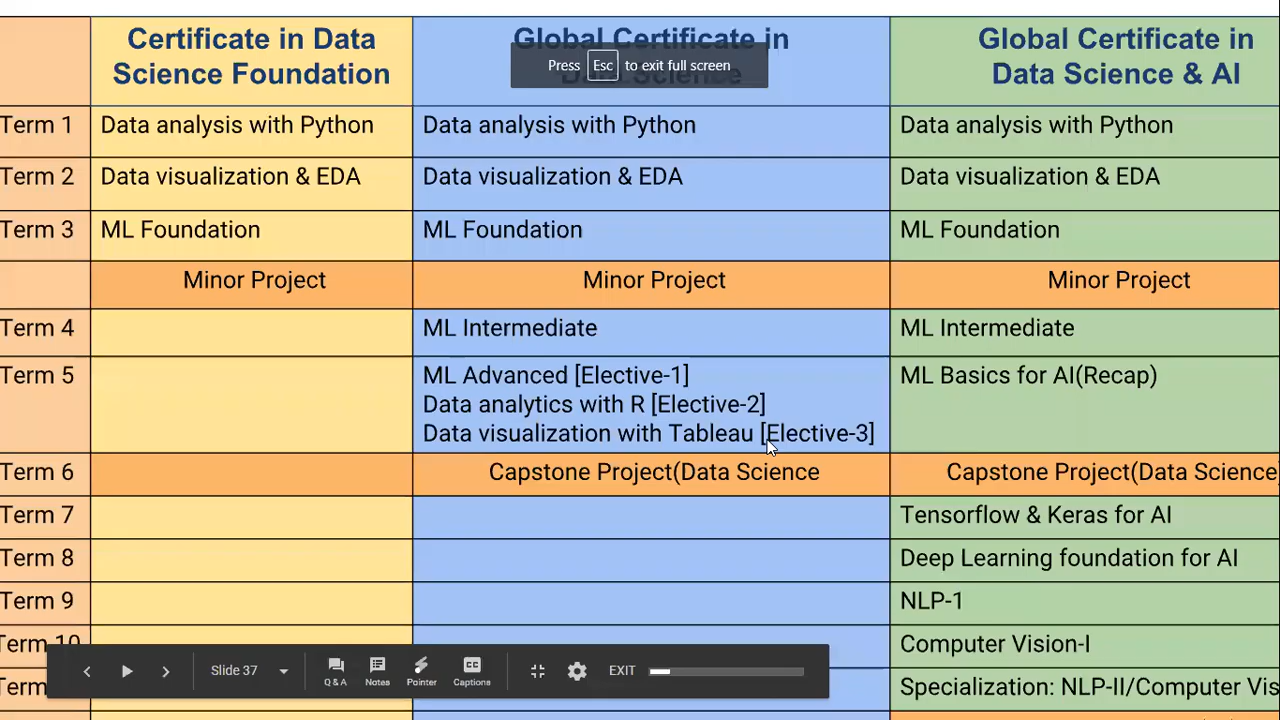 Certificate in Data
Science Foundation
Global Certificate in
Science
Global Certificate in
Data Science & AI
Press Esc to exit full screen
Term 1 Data analysis with Python Data analysis with Python Data analysis with Python
Term 2 Data visualization & EDA Data visualization & EDA Data visualization & EDA
Term 3 ML Foundation ML Foundation ML Foundation
Minor Project Minor Project Minor Project
Term 4 ML Intermediate ML Intermediate
Term 5 ML Advanced [Elective-1] ML Basics for AI(Recap)
Data analytics with R [Elective-2]
Data visualization with Tableau [Elective-3]
Term 6 Capstone Project(Data Science Capstone Project(Data Science)
Term 7 Tensorflow & Keras for AI
Term 8 Deep Learning foundation for AI
Term 9 NLP-1
Term 10 Computer Vision-I
Term Specialization: NLP-II/Computer Vis
Slide 37 Q & A Notes Pointer Captions EXIT